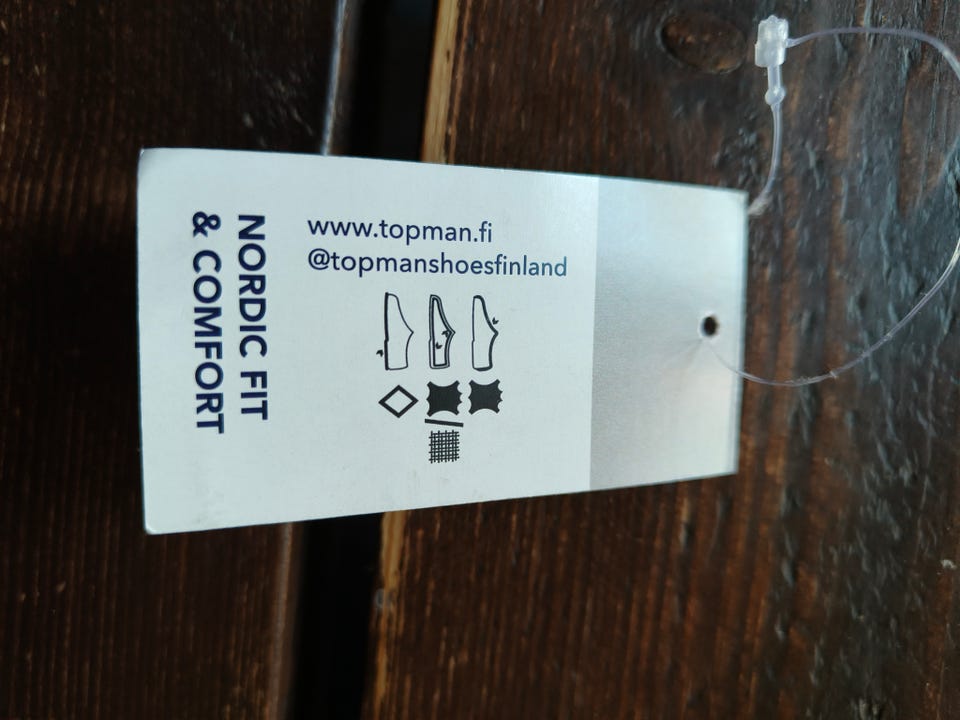 www.topman.fi
@topmanshoesfinland
NORDIC FIT
& COMFORT